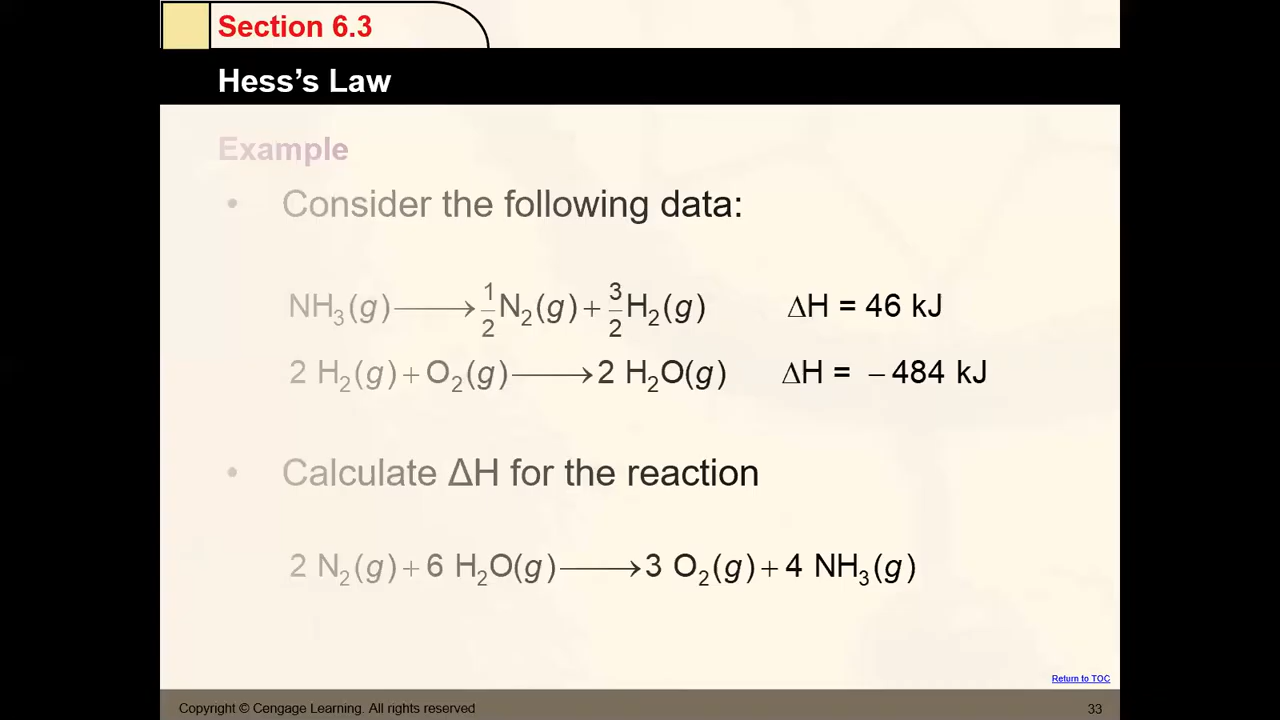 Section 6.3
Hess's Law
Example
• Consider the following data:
NH₃(g) ⟶ 1/2 N₂(g) + 3/2 H₂(g) ΔH = 46 kJ
2 H₂(g) + O₂(g) ⟶ 2 H₂O(g) ΔH = – 484 kJ
• Calculate ΔH for the reaction
2 N₂(g) + 6 H₂O(g) ⟶ 3 O₂(g) + 4 NH₃(g)
Return to TOC
Copyright © Cengage Learning. All rights reserved 33